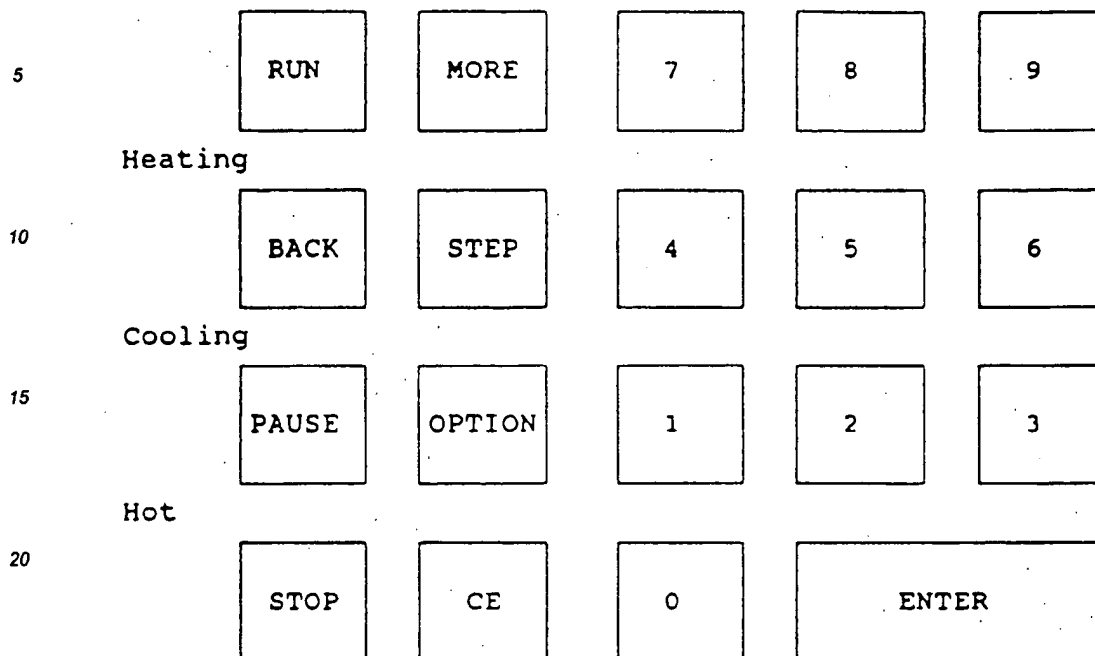 5 RUN MORE 7 8 9
Heating
10 BACK STEP 4 5 6
Cooling
15 PAUSE OPTION 1 2 3
Hot
20 STOP CE 0 ENTER